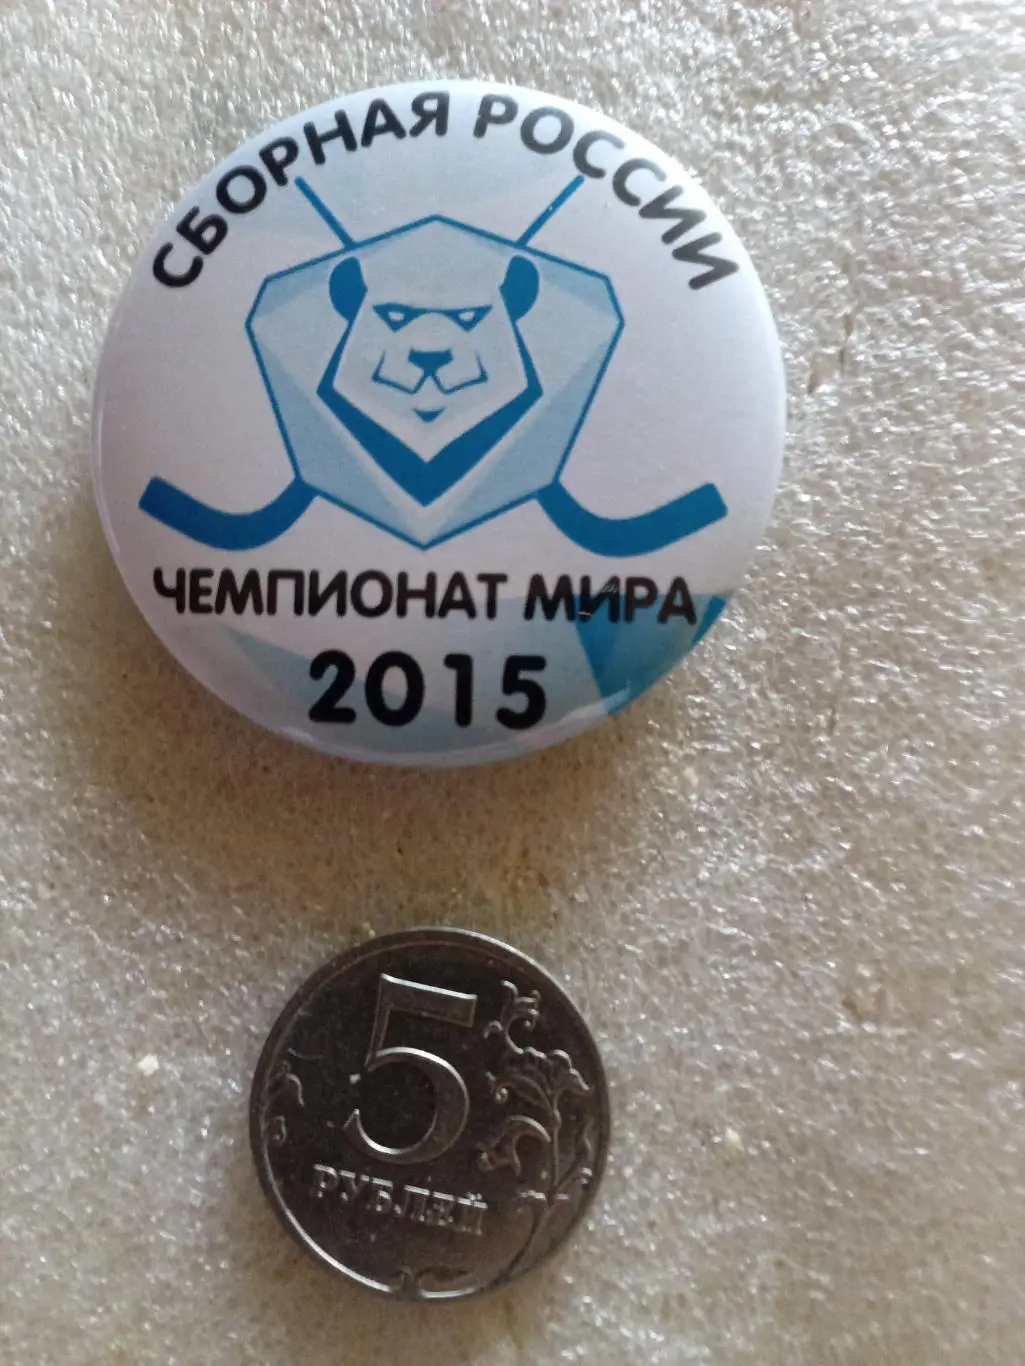 СБОРНАЯ РОССИИ
ЧЕМПИОНАТ МИРА
2015
5
РУБЛЕЙ